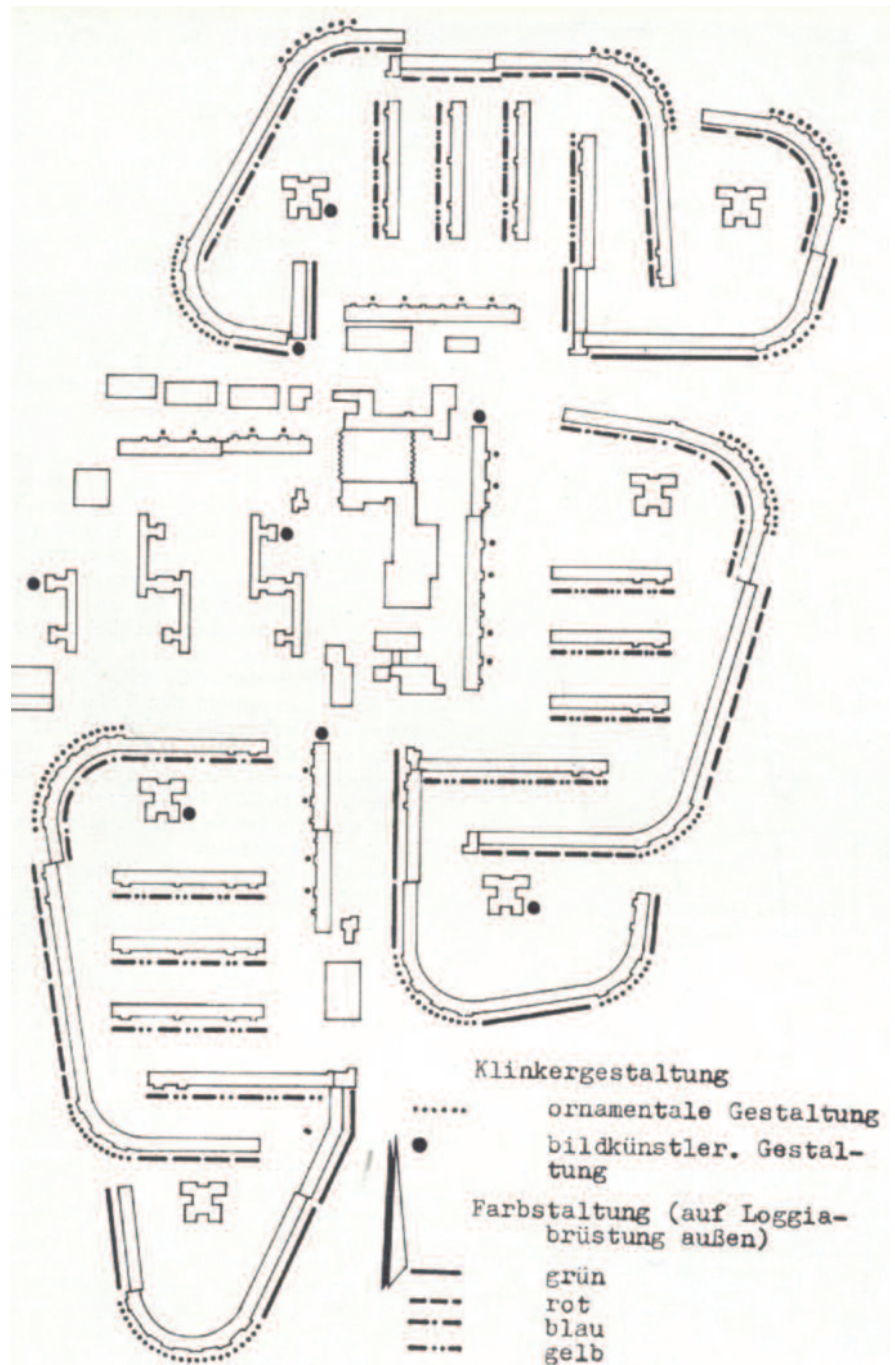 Klinkergestaltung
ornamentale Gestaltung
bildkünstler. Gestal-
tung
Farbstaltung (auf Loggia-
brüstung außen)
grün
rot
blau
gelb